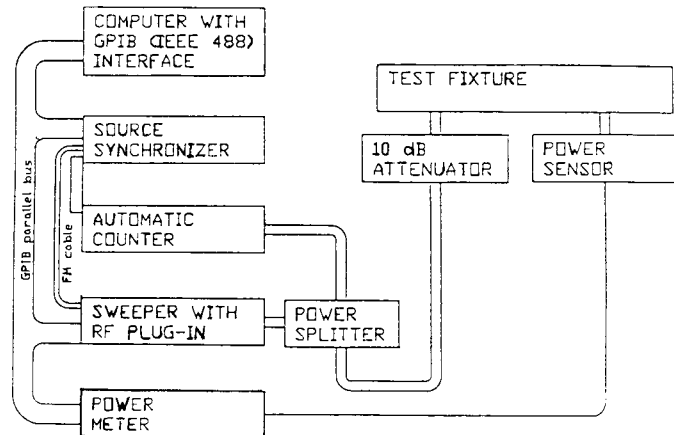 COMPUTER WITH
GPIB (IEEE 488)
INTERFACE
TEST FIXTURE
SOURCE
SYNCHRONIZER
10 dB
ATTENUATOR
POWER
SENSOR
AUTOMATIC
COUNTER
GPIB parallel bus
FM cable
SWEEPER WITH
RF PLUG-IN
POWER
SPLITTER
POWER
METER